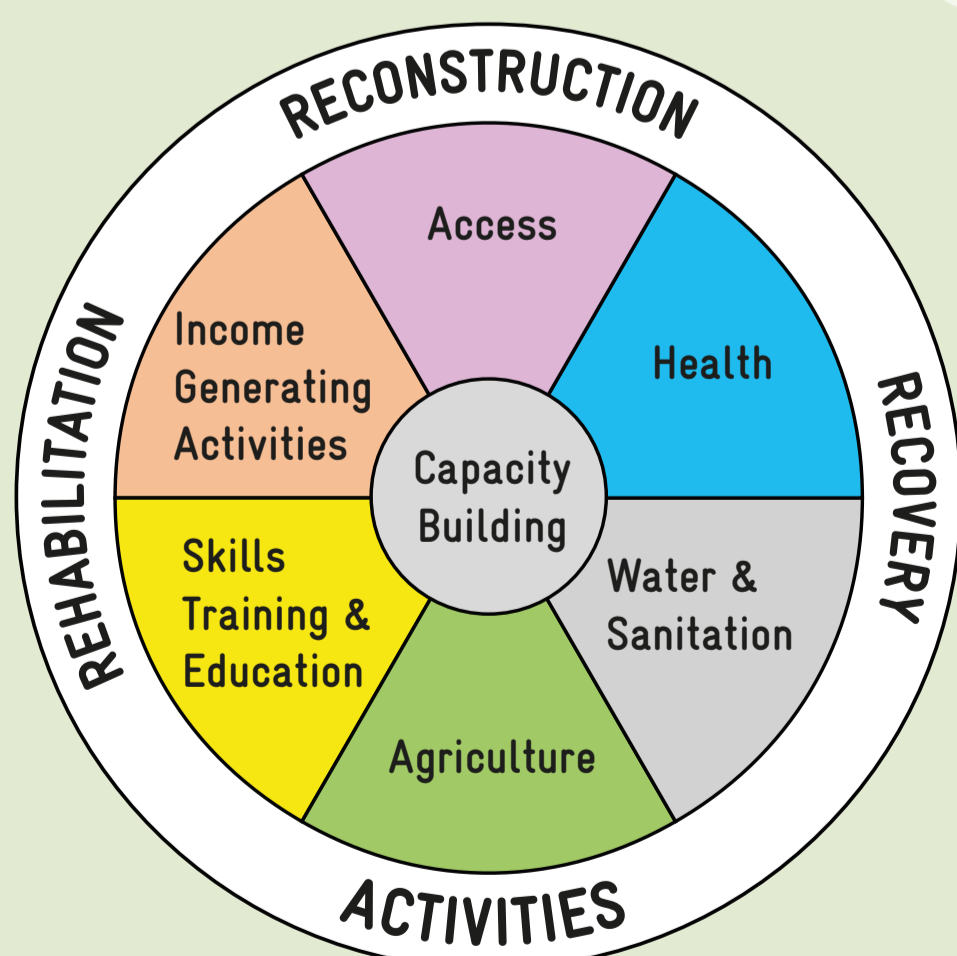 RECONSTRUCTION
Access
Income
Generating
Activities
Health
RECOVERY
REHABILITATION
Capacity
Building
Skills
Training &
Education
Water &
Sanitation
Agriculture
ACTIVITIES